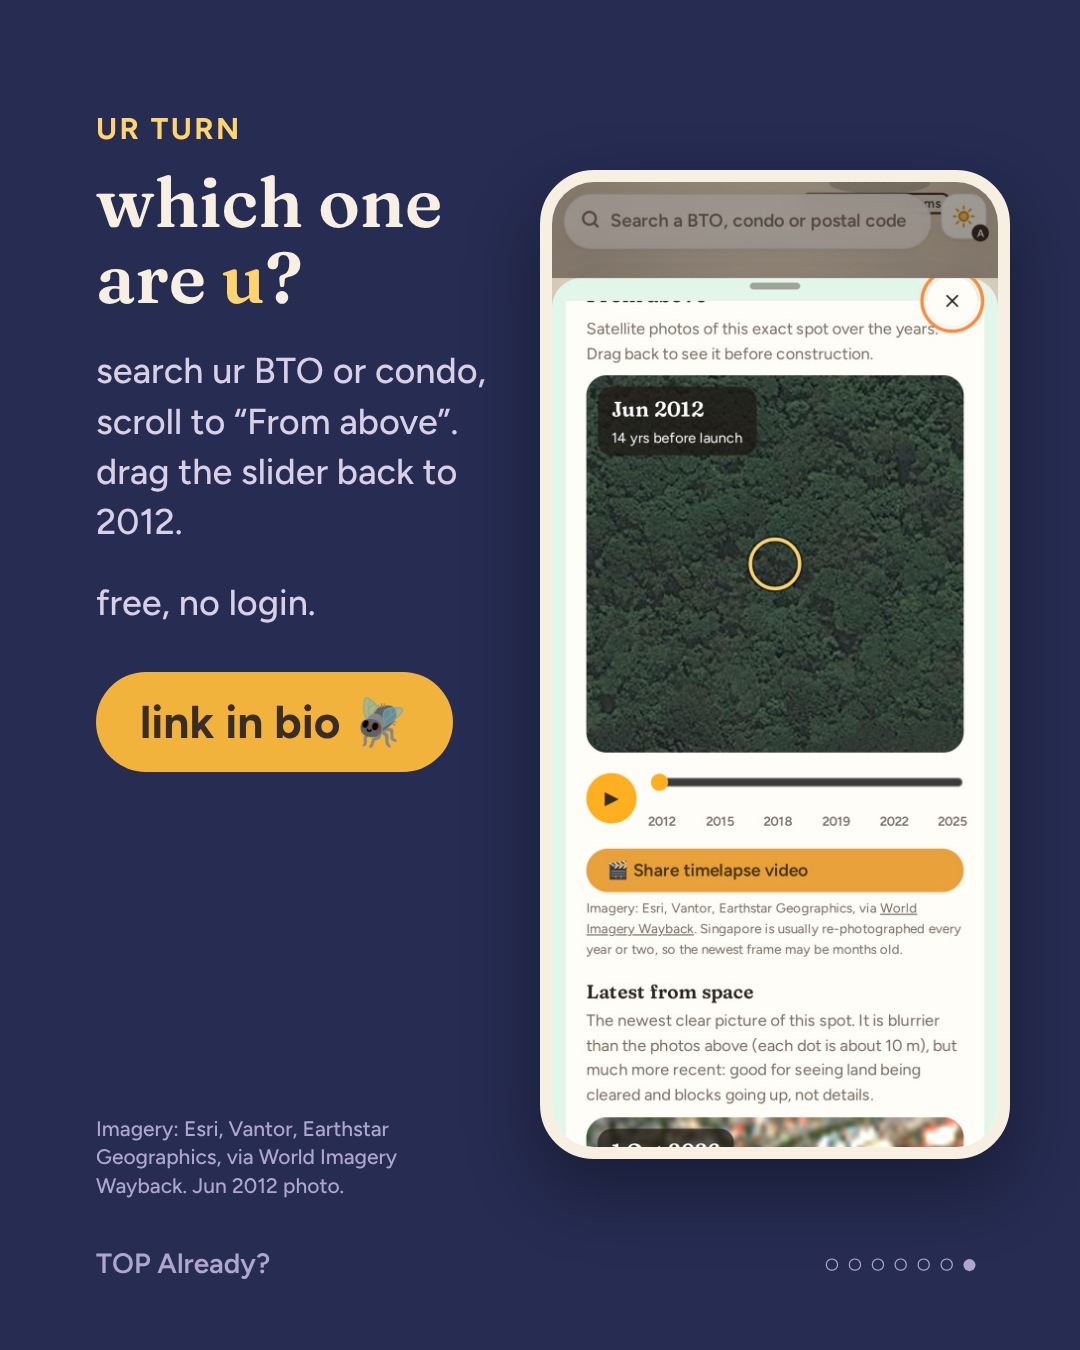 UR TURN
which one
are u?
search ur BTO or condo,
scroll to “From above”.
drag the slider back to
2012.
free, no login.
link in bio
Imagery: Esri, Vantor, Earthstar
Geographics, via World Imagery
Wayback. Jun 2012 photo.
TOP Already?
ms
Search a BTO, condo or postal code
A
From above
Satellite photos of this exact spot over the years.
Drag back to see it before construction.
Jun 2012
14 yrs before launch
2012 2015 2018 2019 2022 2025
Share timelapse video
Imagery: Esri, Vantor, Earthstar Geographics, via World
Imagery Wayback. Singapore is usually re-photographed every
year or two, so the newest frame may be months old.
Latest from space
The newest clear picture of this spot. It is blurrier
than the photos above (each dot is about 10 m), but
much more recent: good for seeing land being
cleared and blocks going up, not details.